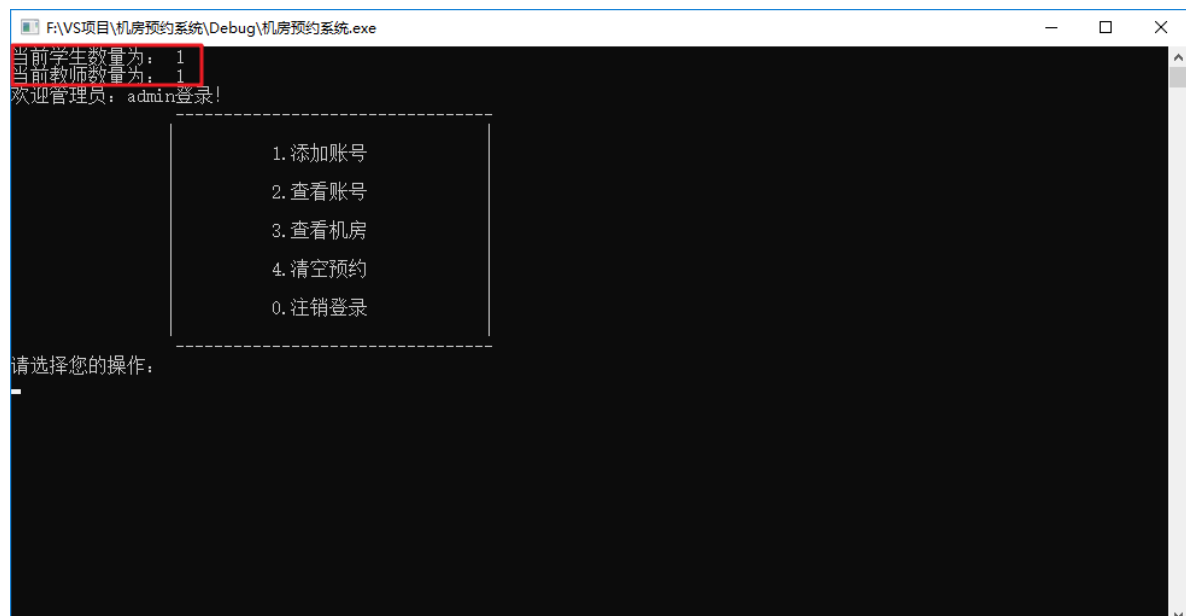 F:\VS项目\机房预约系统\Debug\机房预约系统.exe
当前学生数量为： 1
当前教师数量为： 1
欢迎管理员：admin登录!
1.添加账号
2.查看账号
3.查看机房
4.清空预约
0.注销登录
请选择您的操作：